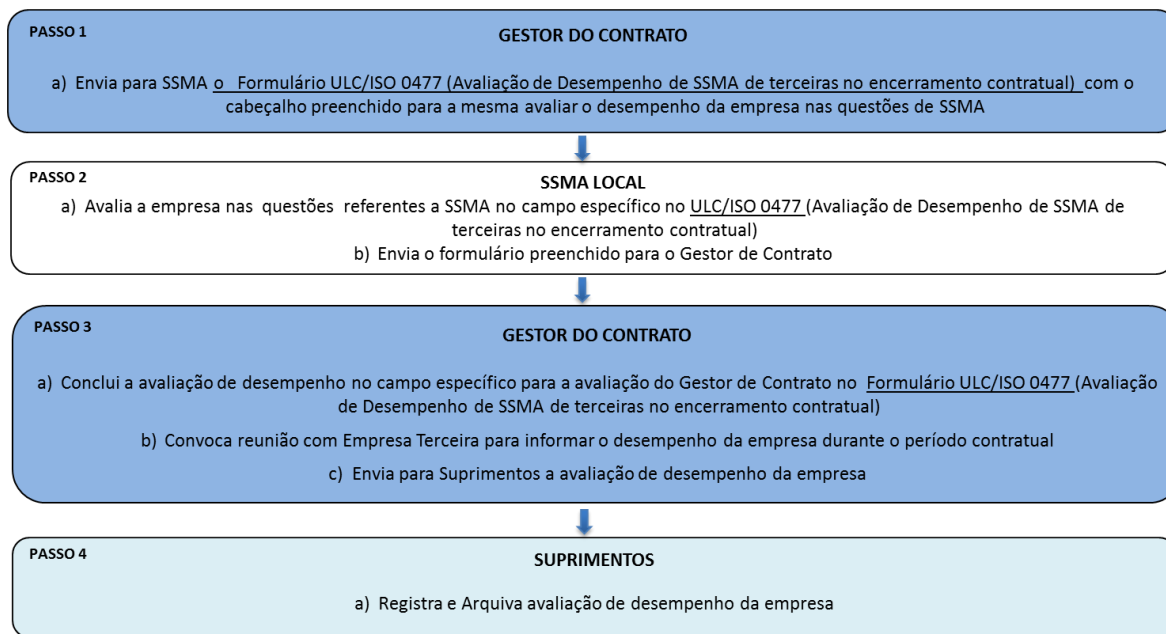 PASSO 1
GESTOR DO CONTRATO
a) Envia para SSMA o Formulário ULC/ISO 0477 (Avaliação de Desempenho de SSMA de terceiras no encerramento contratual) com o
cabeçalho preenchido para a mesma avaliar o desempenho da empresa nas questões de SSMA
PASSO 2
SSMA LOCAL
a) Avalia a empresa nas questões referentes a SSMA no campo específico no ULC/ISO 0477 (Avaliação de Desempenho de SSMA de
terceiras no encerramento contratual)
b) Envia o formulário preenchido para o Gestor de Contrato
PASSO 3
GESTOR DO CONTRATO
a) Conclui a avaliação de desempenho no campo específico para a avaliação do Gestor de Contrato no Formulário ULC/ISO 0477 (Avaliação
de Desempenho de SSMA de terceiras no encerramento contratual)
b) Convoca reunião com Empresa Terceira para informar o desempenho da empresa durante o período contratual
c) Envia para Suprimentos a avaliação de desempenho da empresa
PASSO 4
SUPRIMENTOS
a) Registra e Arquiva avaliação de desempenho da empresa